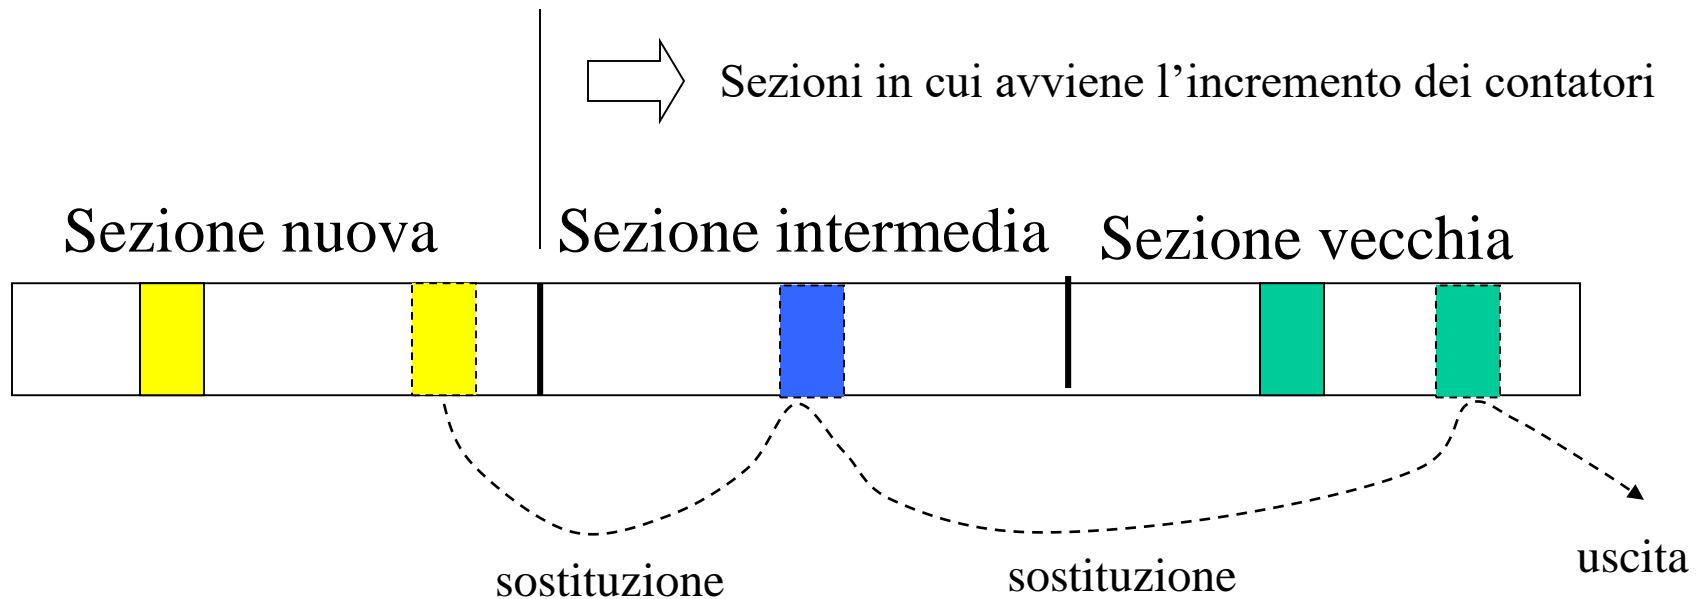 Sezioni in cui avviene l’incremento dei contatori
Sezione nuova
Sezione intermedia
Sezione vecchia
sostituzione
sostituzione
uscita